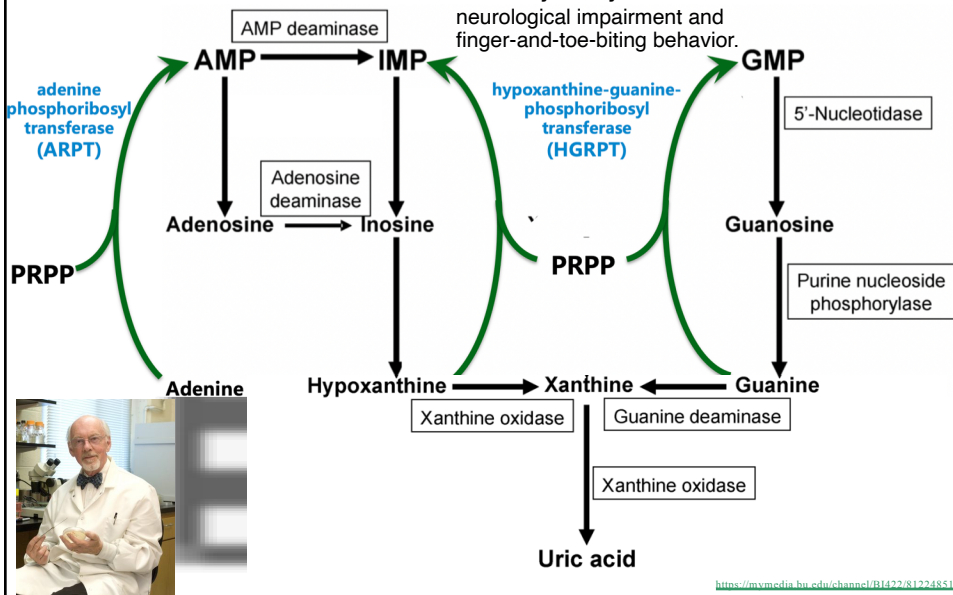 neurological impairment and
finger-and-toe-biting behavior.
AMP deaminase
AMP
IMP
GMP
adenine
phosphoribosyl
transferase
(ARPT)
hypoxanthine-guanine-
phosphoribosyl
transferase
(HGRPT)
5'-Nucleotidase
Adenosine
deaminase
Adenosine
Inosine
Guanosine
PRPP
PRPP
Purine nucleoside
phosphorylase
Adenine
Hypoxanthine
Xanthine
Guanine
Xanthine oxidase
Guanine deaminase
Xanthine oxidase
Uric acid
https://mymedia.bu.edu/channel/BI422/81224851